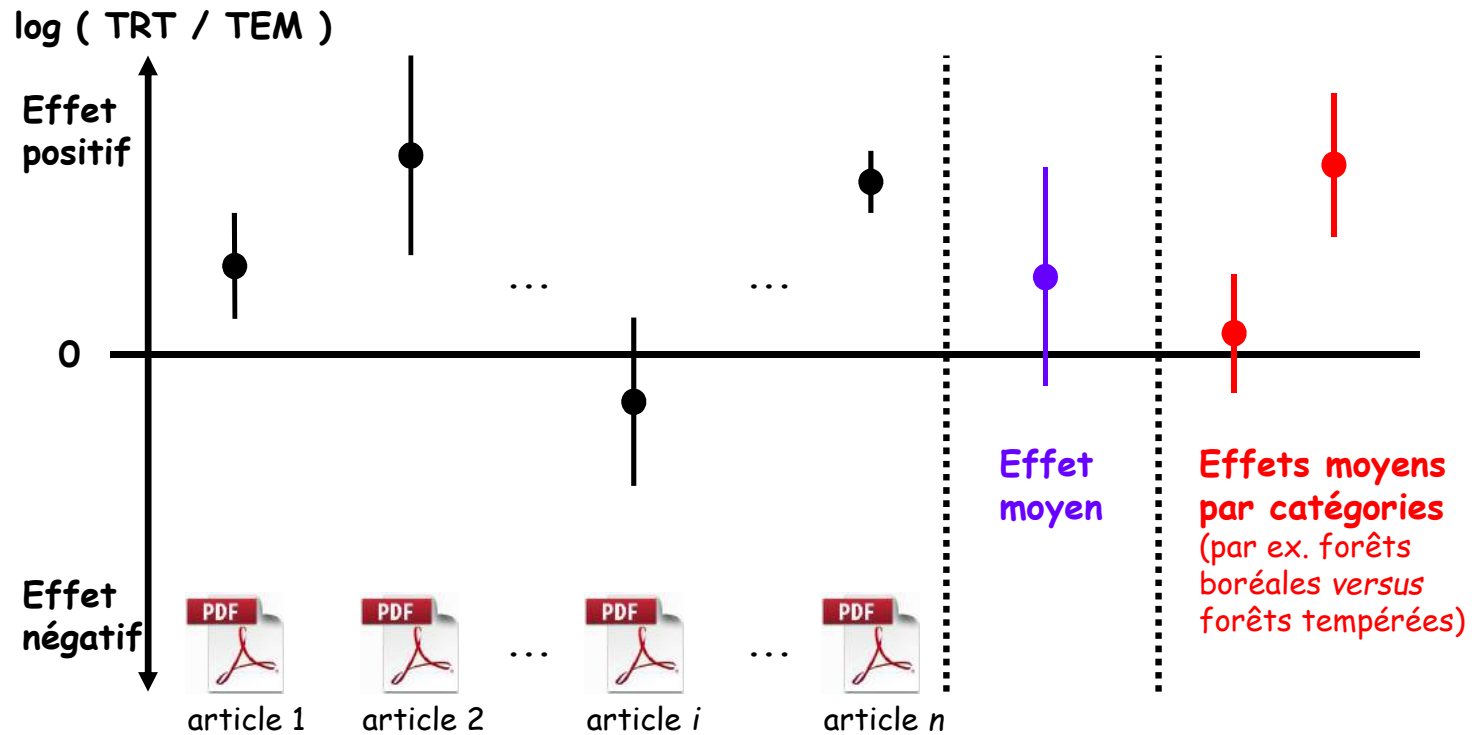 log ( TRT / TEM )
Effet
positif
... ...
0
Effet
moyen
Effets moyens
par catégories
(par ex. forêts
boréales versus
forêts tempérées)
Effet
négatif
PDF PDF ... PDF ... PDF
article 1 article 2 article i article n